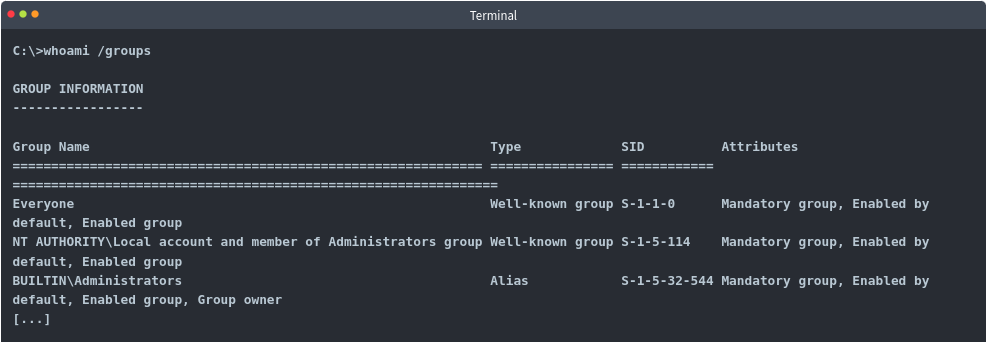 Terminal
C:\>whoami /groups
GROUP INFORMATION
-----------------
Group Name                                                    Type             SID          Attributes
============================================================= ================ ============
===============================================================
Everyone                                                      Well-known group S-1-1-0      Mandatory group, Enabled by
default, Enabled group
NT AUTHORITY\Local account and member of Administrators group Well-known group S-1-5-114    Mandatory group, Enabled by
default, Enabled group
BUILTIN\Administrators                                        Alias            S-1-5-32-544 Mandatory group, Enabled by
default, Enabled group, Group owner
[...]